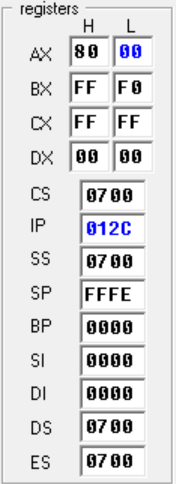 registers
H L
AX 80 00
BX FF F0
CX FF FF
DX 00 00
CS 0700
IP 012C
SS 0700
SP FFFE
BP 0000
SI 0000
DI 0000
DS 0700
ES 0700